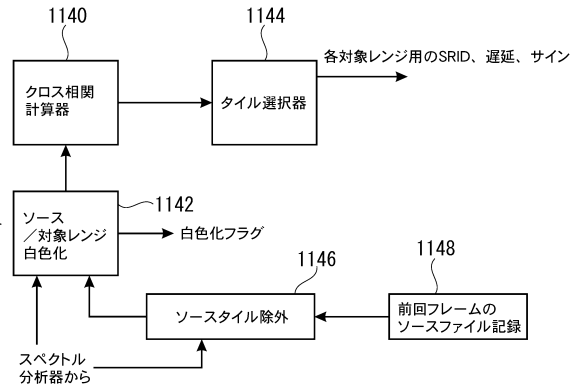 1140
1144
各対象レンジ用のSRID、遅延、サイン
クロス相関
計算器
タイル選択器
1142
ソース
／対象レンジ
白色化
白色化フラグ
1146
1148
ソースタイル除外
前回フレームの
ソースファイル記録
スペクトル
分析器から